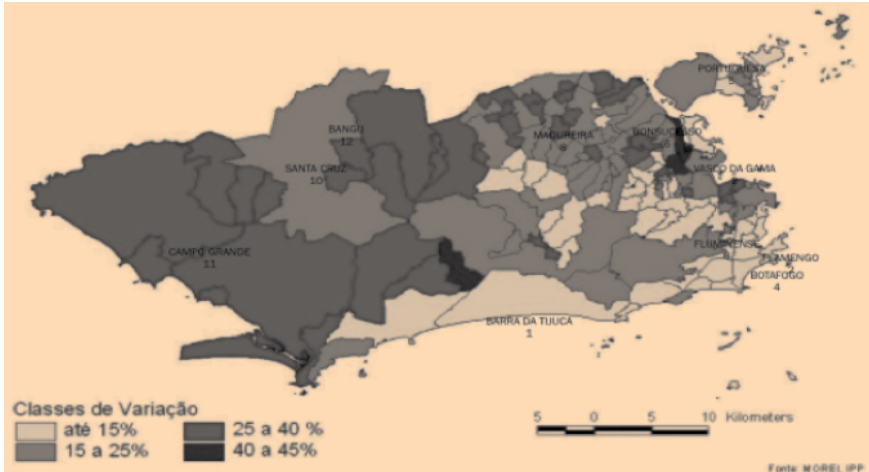 PORTUGUESA
BANGU
12
MADUREIRA
8
BONSUCESSO
6
SANTA CRUZ
10
VASCO DA GAMA
CAMPO GRANDE
11
FLUMINENSE
FLAMENGO
BOTAFOGO
4
BARRA DA TIJUCA
1
Classes de Variação
até 15%
25 a 40 %
15 a 25%
40 a 45%
5 0 5 10 Kilometers
Fonte: MOREL IPP